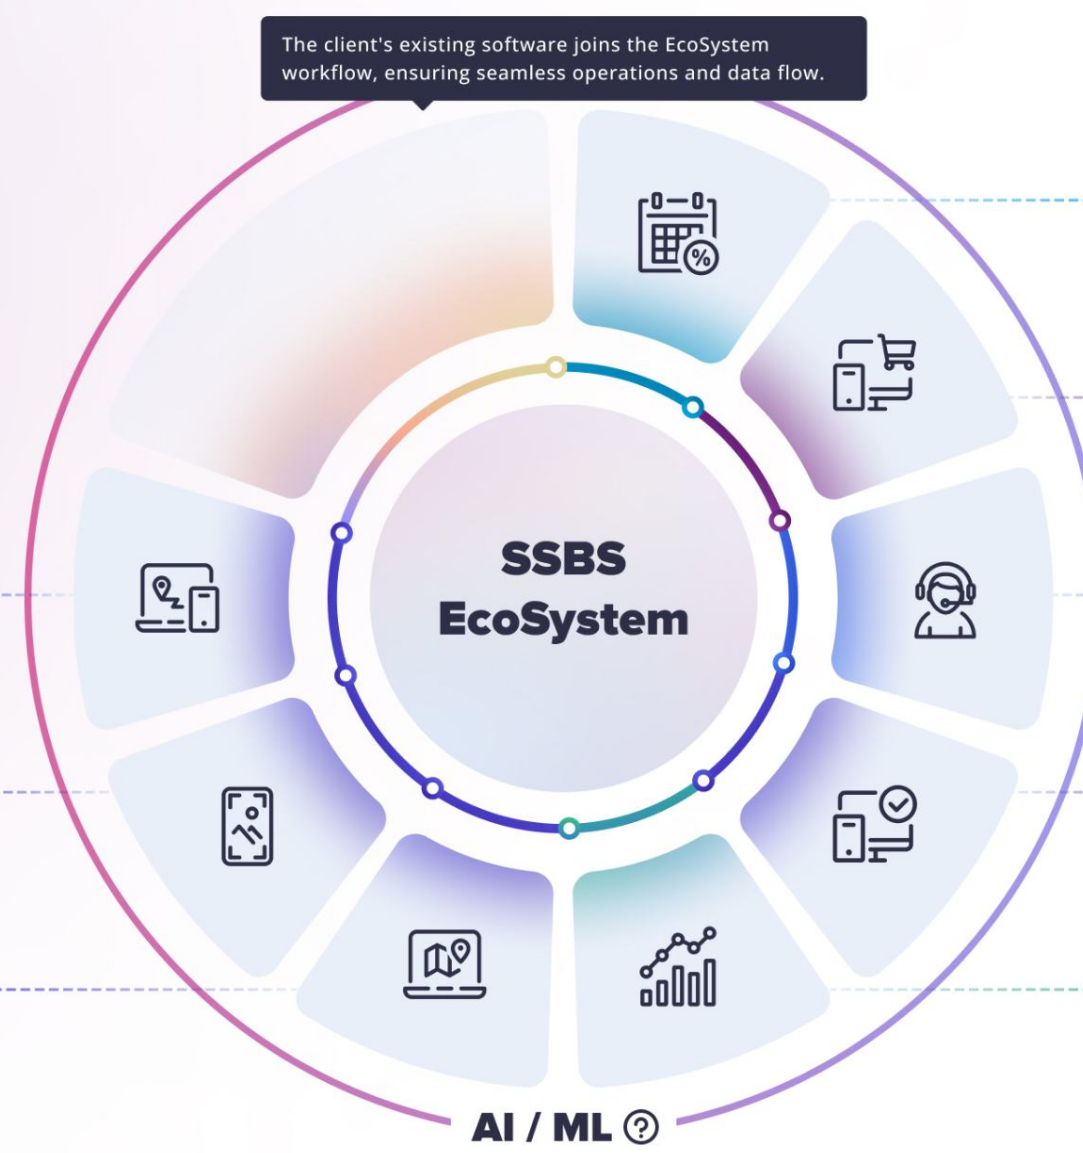 The client's existing software joins the EcoSystem
workflow, ensuring seamless operations and data flow.
%
SSBS
EcoSystem
AI / ML ?